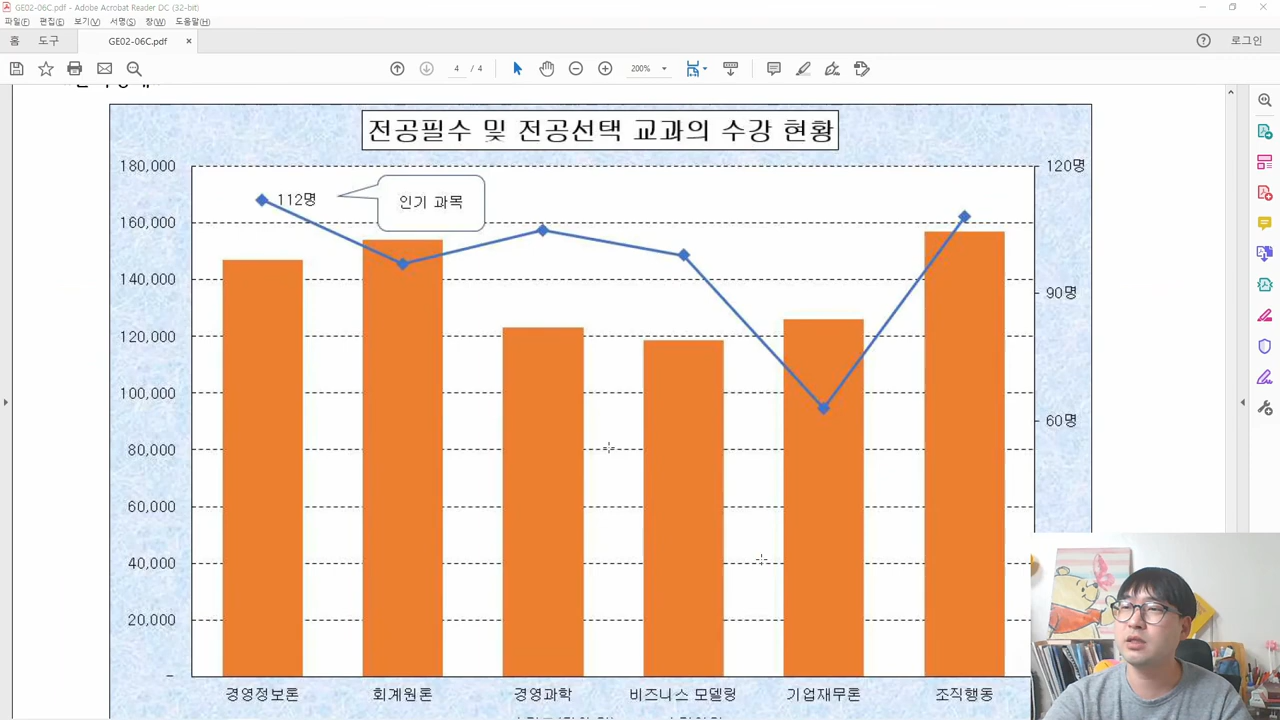 GE02-06C.pdf - Adobe Acrobat Reader DC (32-bit)
파일(F) 편집(E) 보기(V) 서명(S) 창(W) 도움말(H)
홈 도구 GE02-06C.pdf × 로그인
4 / 4 200%
전공필수 및 전공선택 교과의 수강 현황
180,000 120명
112명 인기 과목
160,000
140,000
90명
120,000
100,000
60명
80,000
60,000
40,000
20,000
-
경영정보론 회계원론 경영과학 비즈니스 모델링 기업재무론 조직행동